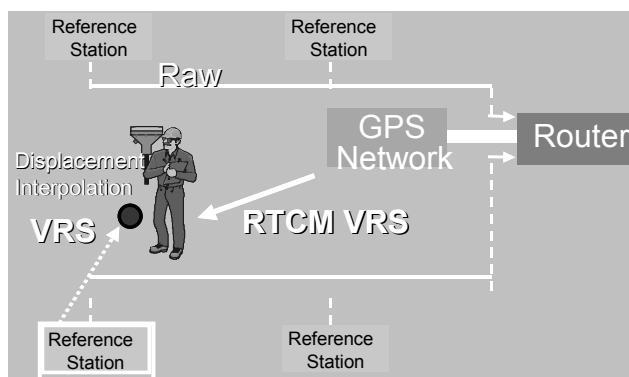 Reference
Station
Reference
Station
Raw
GPS
Network
Router
Displacement
Interpolation
VRS
RTCM VRS
Reference
Station
Reference
Station